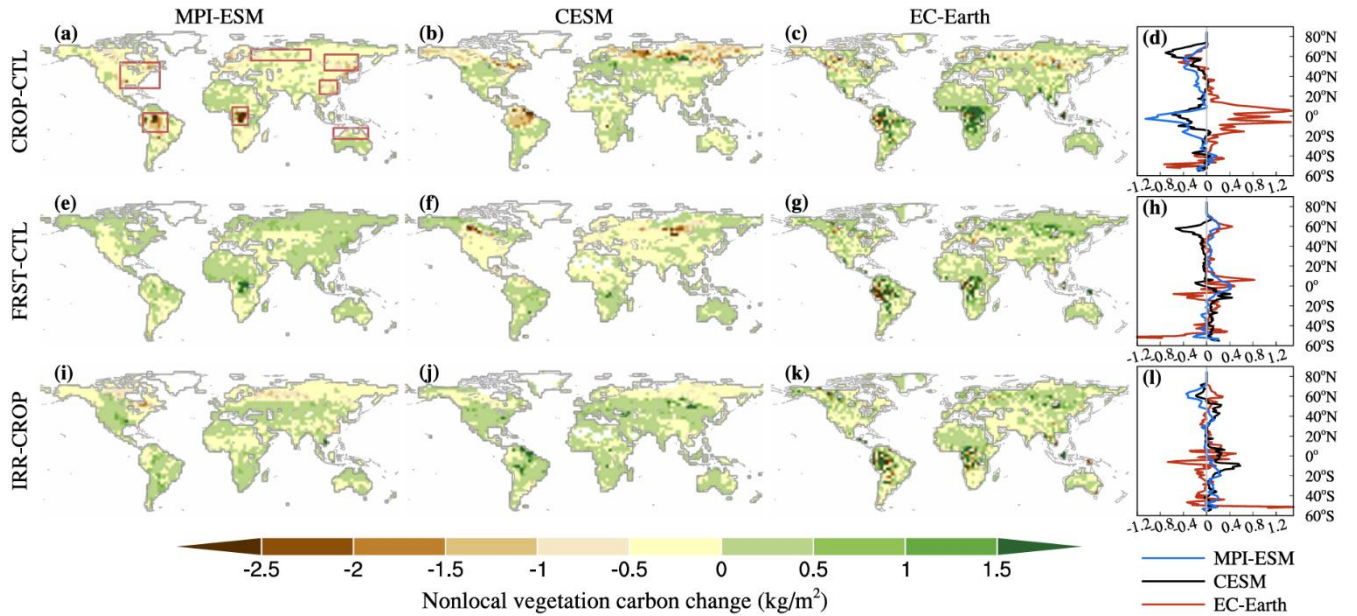 MPI-ESM CESM EC-Earth
CROP-CTL
(a) (b) (c) (d)
80°N
60°N
40°N
20°N
0°
20°S
40°S
60°S
-1.2 -0.8 -0.4 0 0.4 0.8 1.2
FRST-CTL
(e) (f) (g) (h)
80°N
60°N
40°N
20°N
0°
20°S
40°S
60°S
-1.2 -0.8 -0.4 0 0.4 0.8 1.2
IRR-CROP
(i) (j) (k) (l)
80°N
60°N
40°N
20°N
0°
20°S
40°S
60°S
-1.2 -0.8 -0.4 0 0.4 0.8 1.2
-2.5 -2 -1.5 -1 -0.5 0 0.5 1 1.5
Nonlocal vegetation carbon change (kg/m²)
MPI-ESM
CESM
EC-Earth